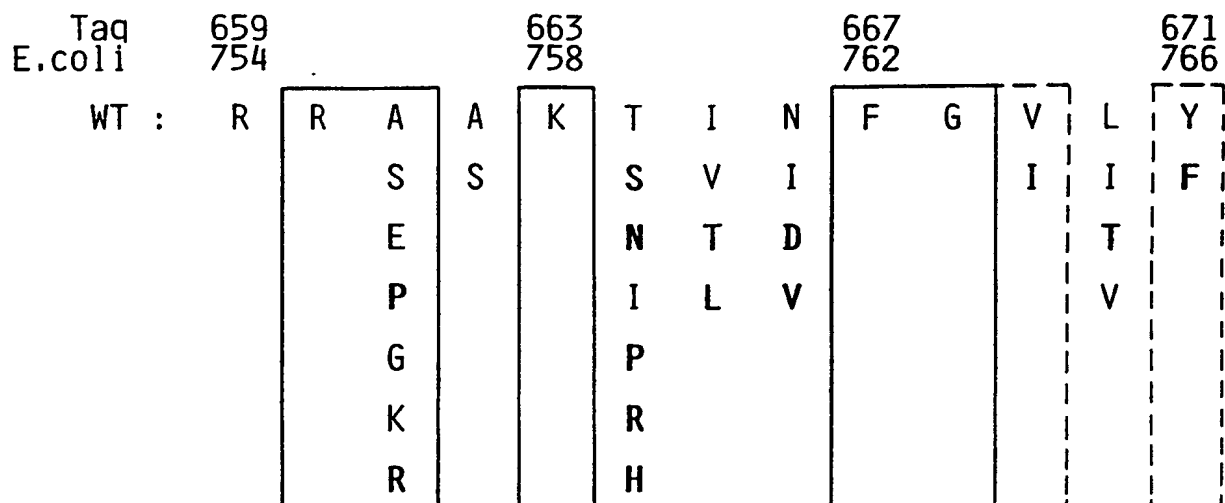 Taq 659 663 667 671
E.coli 754 758 762 766
WT : R R A A K T I N F G V L Y
S S S V I I I F
E N T D T
P I L V V
G P
K R
R H